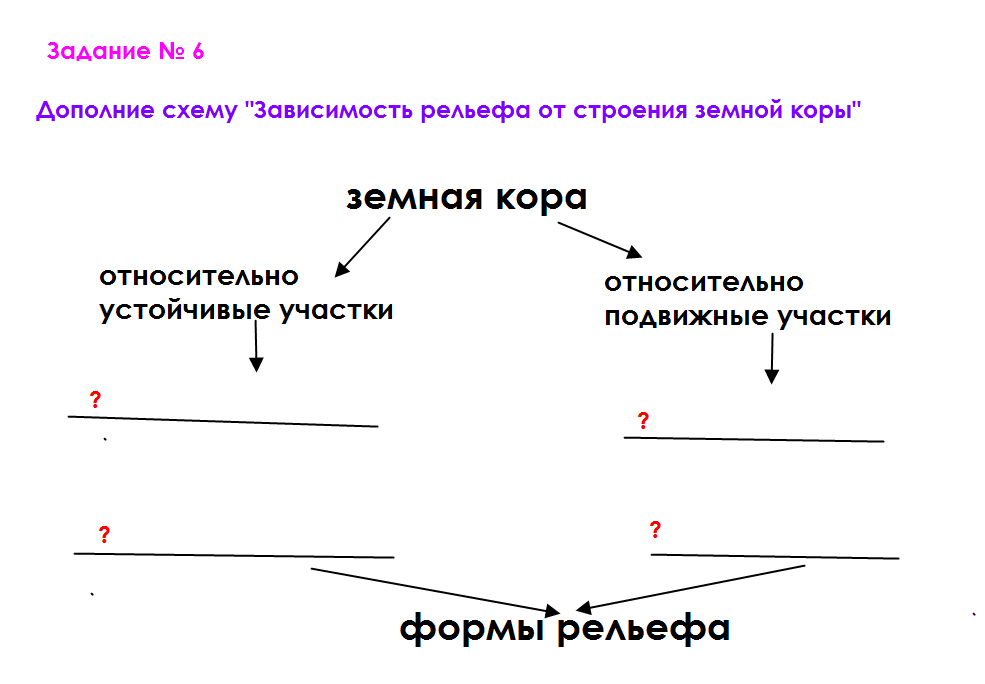 Задание № 6
Дополние схему "Зависимость рельефа от строения земной коры"
земная кора
относительно
устойчивые участки
относительно
подвижные участки
?
?
?
?
формы рельефа